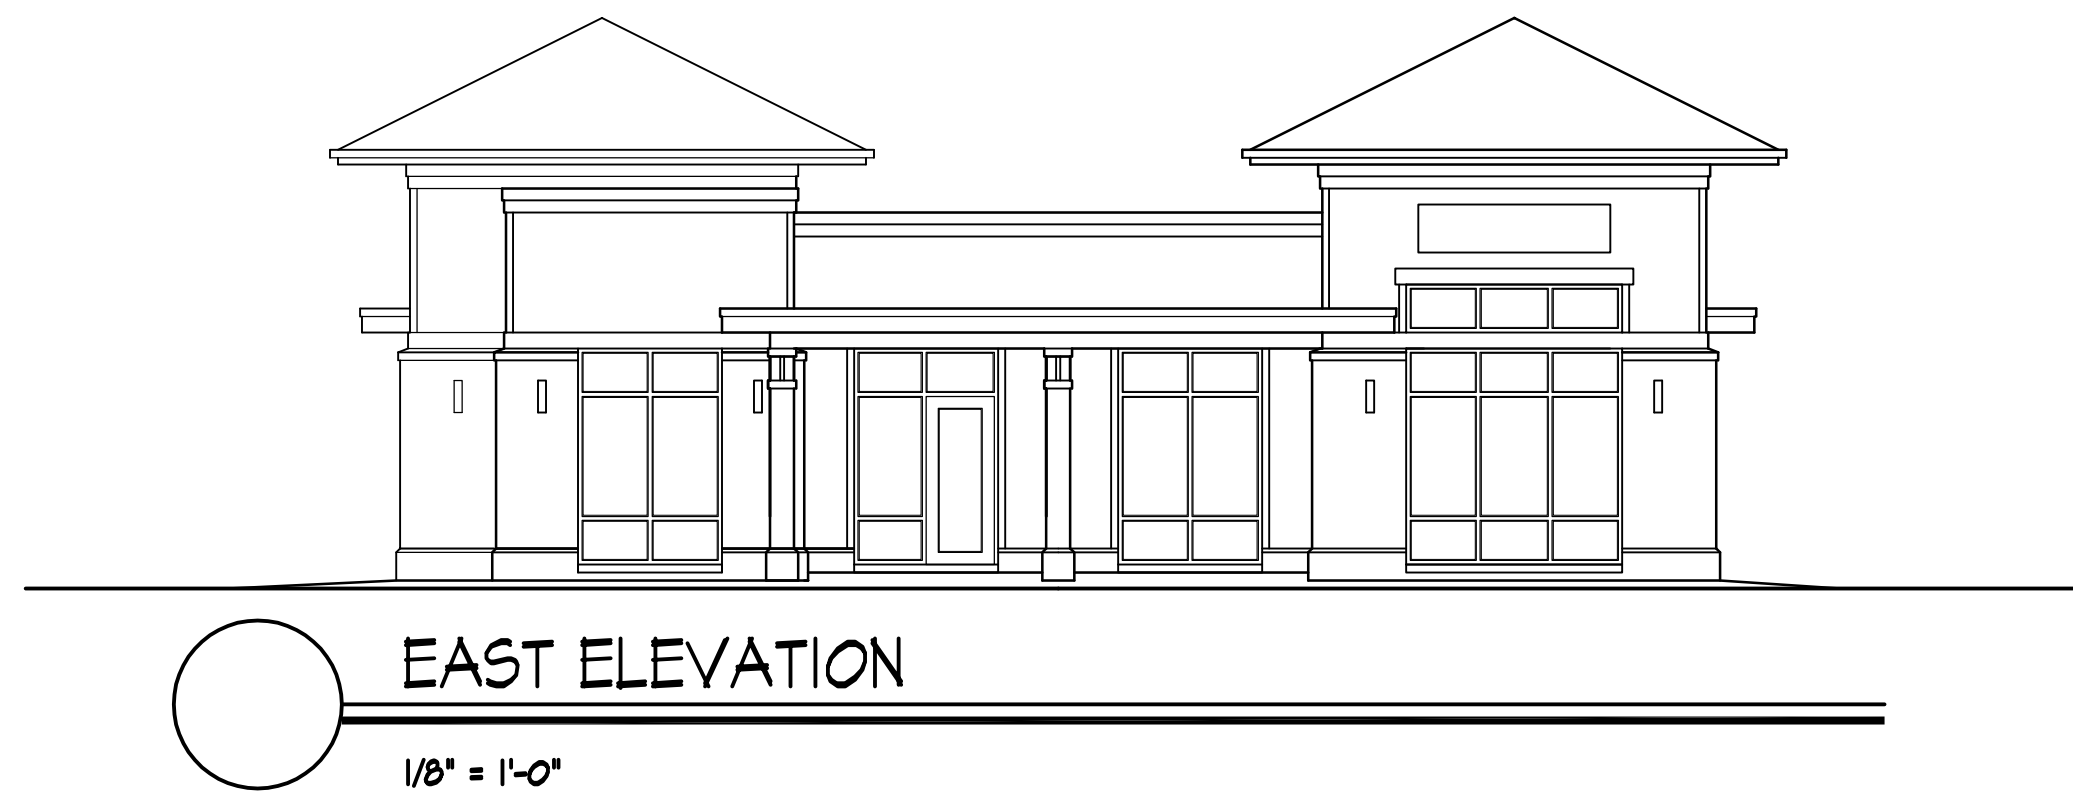 EAST ELEVATION
1/8" = 1'-0"